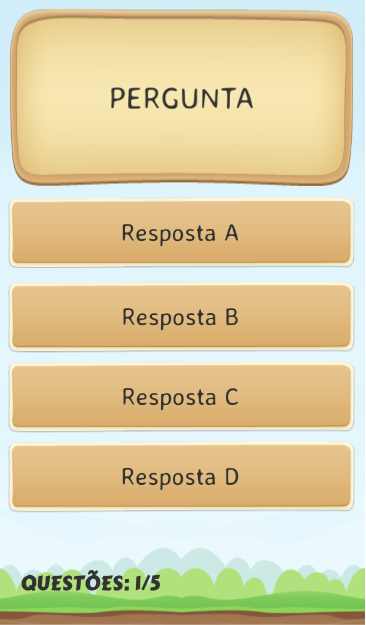 PERGUNTA
Resposta A
Resposta B
Resposta C
Resposta D
QUESTÕES: 1/5